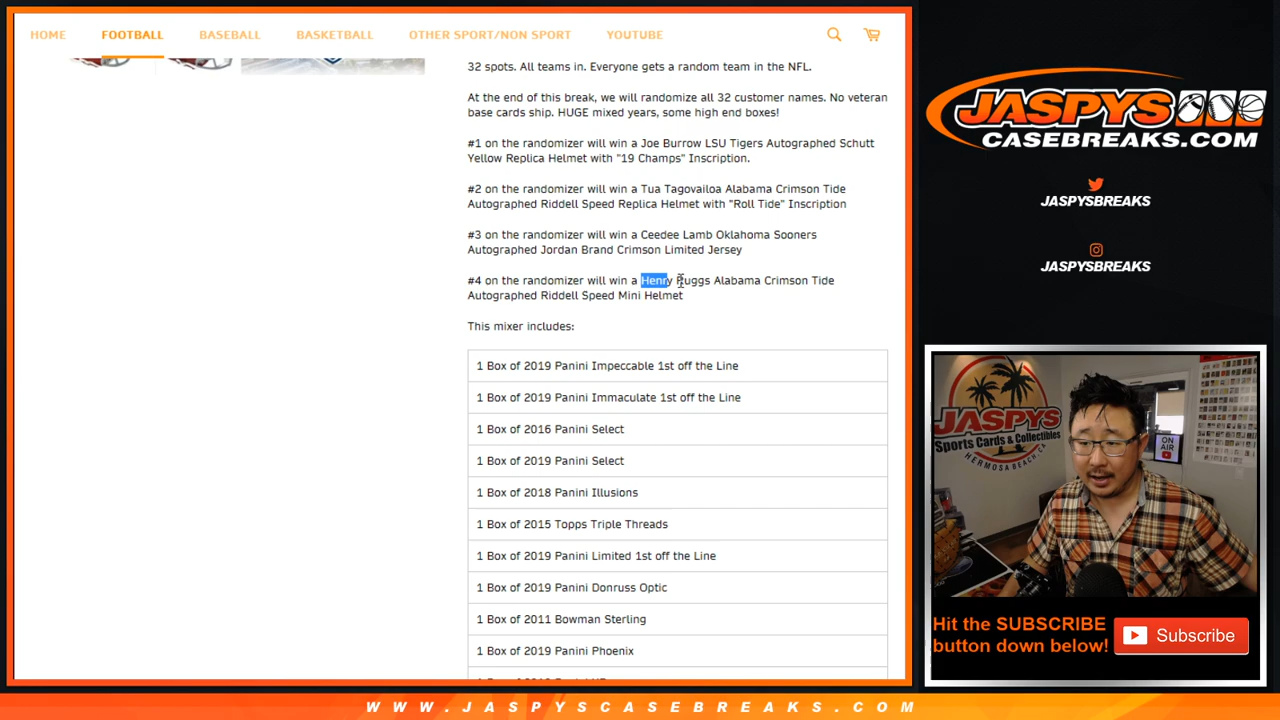 HOME FOOTBALL BASEBALL BASKETBALL OTHER SPORT/NON SPORT YOUTUBE
32 spots. All teams in. Everyone gets a random team in the NFL.
At the end of this break, we will randomize all 32 customer names. No veteran
base cards ship. HUGE mixed years, some high end boxes!
#1 on the randomizer will win a Joe Burrow LSU Tigers Autographed Schutt
Yellow Replica Helmet with "19 Champs" Inscription.
#2 on the randomizer will win a Tua Tagovailoa Alabama Crimson Tide
Autographed Riddell Speed Replica Helmet with "Roll Tide" Inscription
#3 on the randomizer will win a Ceedee Lamb Oklahoma Sooners
Autographed Jordan Brand Crimson Limited Jersey
#4 on the randomizer will win a Henry Ruggs Alabama Crimson Tide
Autographed Riddell Speed Mini Helmet
This mixer includes:
1 Box of 2019 Panini Impeccable 1st off the Line
1 Box of 2019 Panini Immaculate 1st off the Line
1 Box of 2016 Panini Select
1 Box of 2019 Panini Select
1 Box of 2018 Panini Illusions
1 Box of 2015 Topps Triple Threads
1 Box of 2019 Panini Limited 1st off the Line
1 Box of 2019 Panini Donruss Optic
1 Box of 2011 Bowman Sterling
1 Box of 2019 Panini Phoenix
JASPYS
CASEBREAKS.COM
JASPYSBREAKS
JASPYSBREAKS
JASPYS
Sports Cards & Collectibles
HERMOSA BEACH, CA
ON
AIR
Hit the SUBSCRIBE
button down below!
Subscribe
WWW.JASPYSCASEBREAKS.COM